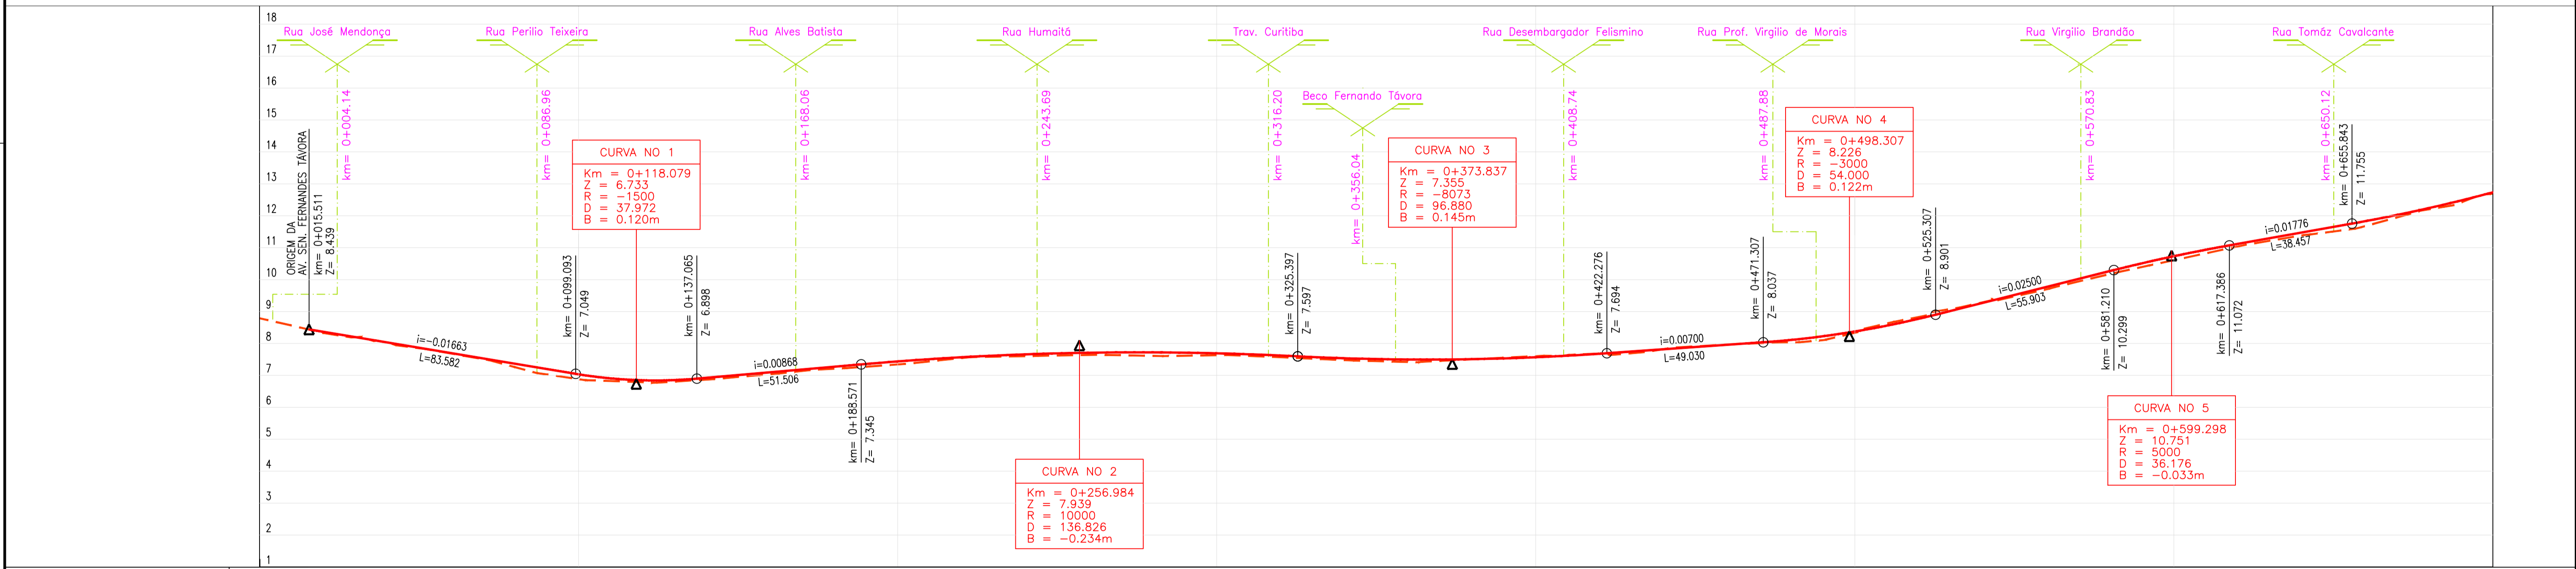 18
17
16
15
14
13
12
11
10
9
8
7
6
5
4
3
2
1
Rua José Mendonça
km= 0+004.14
Rua Perílio Teixeira
km= 0+086.96
Rua Alves Batista
km= 0+168.06
Rua Humaitá
km= 0+243.69
Trav. Curitiba
km= 0+316.20
Beco Fernando Távora
km= 0+356.04
Rua Desembargador Felismino
km= 0+408.74
Rua Prof. Virgilio de Morais
km= 0+487.88
Rua Virgilio Brandão
km= 0+570.83
Rua Tomáz Cavalcante
km= 0+650.12
ORIGEM DA
AV. SEN. FERNANDES TÁVORA
km= 0+015.511
Z= 8.439
i=-0.01663
L=83.582
km= 0+099.093
Z= 7.049
CURVA NO 1
Km = 0+118.079
Z = 6.733
R = -1500
D = 37.972
B = 0.120m
km= 0+137.065
Z= 6.898
i=0.00868
L=51.506
km= 0+188.571
Z= 7.345
CURVA NO 2
Km = 0+256.984
Z = 7.939
R = 10000
D = 136.826
B = -0.234m
km= 0+325.397
Z= 7.597
CURVA NO 3
Km = 0+373.837
Z = 7.355
R = -8073
D = 96.880
B = 0.145m
km= 0+422.276
Z= 7.694
i=0.00700
L=49.030
km= 0+471.307
Z= 8.037
CURVA NO 4
Km = 0+498.307
Z = 8.226
R = -3000
D = 54.000
B = 0.122m
km= 0+525.307
Z= 8.901
i=0.02500
L=55.903
km= 0+581.210
Z= 10.299
CURVA NO 5
Km = 0+599.298
Z = 10.751
R = 5000
D = 36.176
B = -0.033m
km= 0+617.386
Z= 11.072
i=0.01776
L=38.457
km= 0+655.843
Z= 11.755